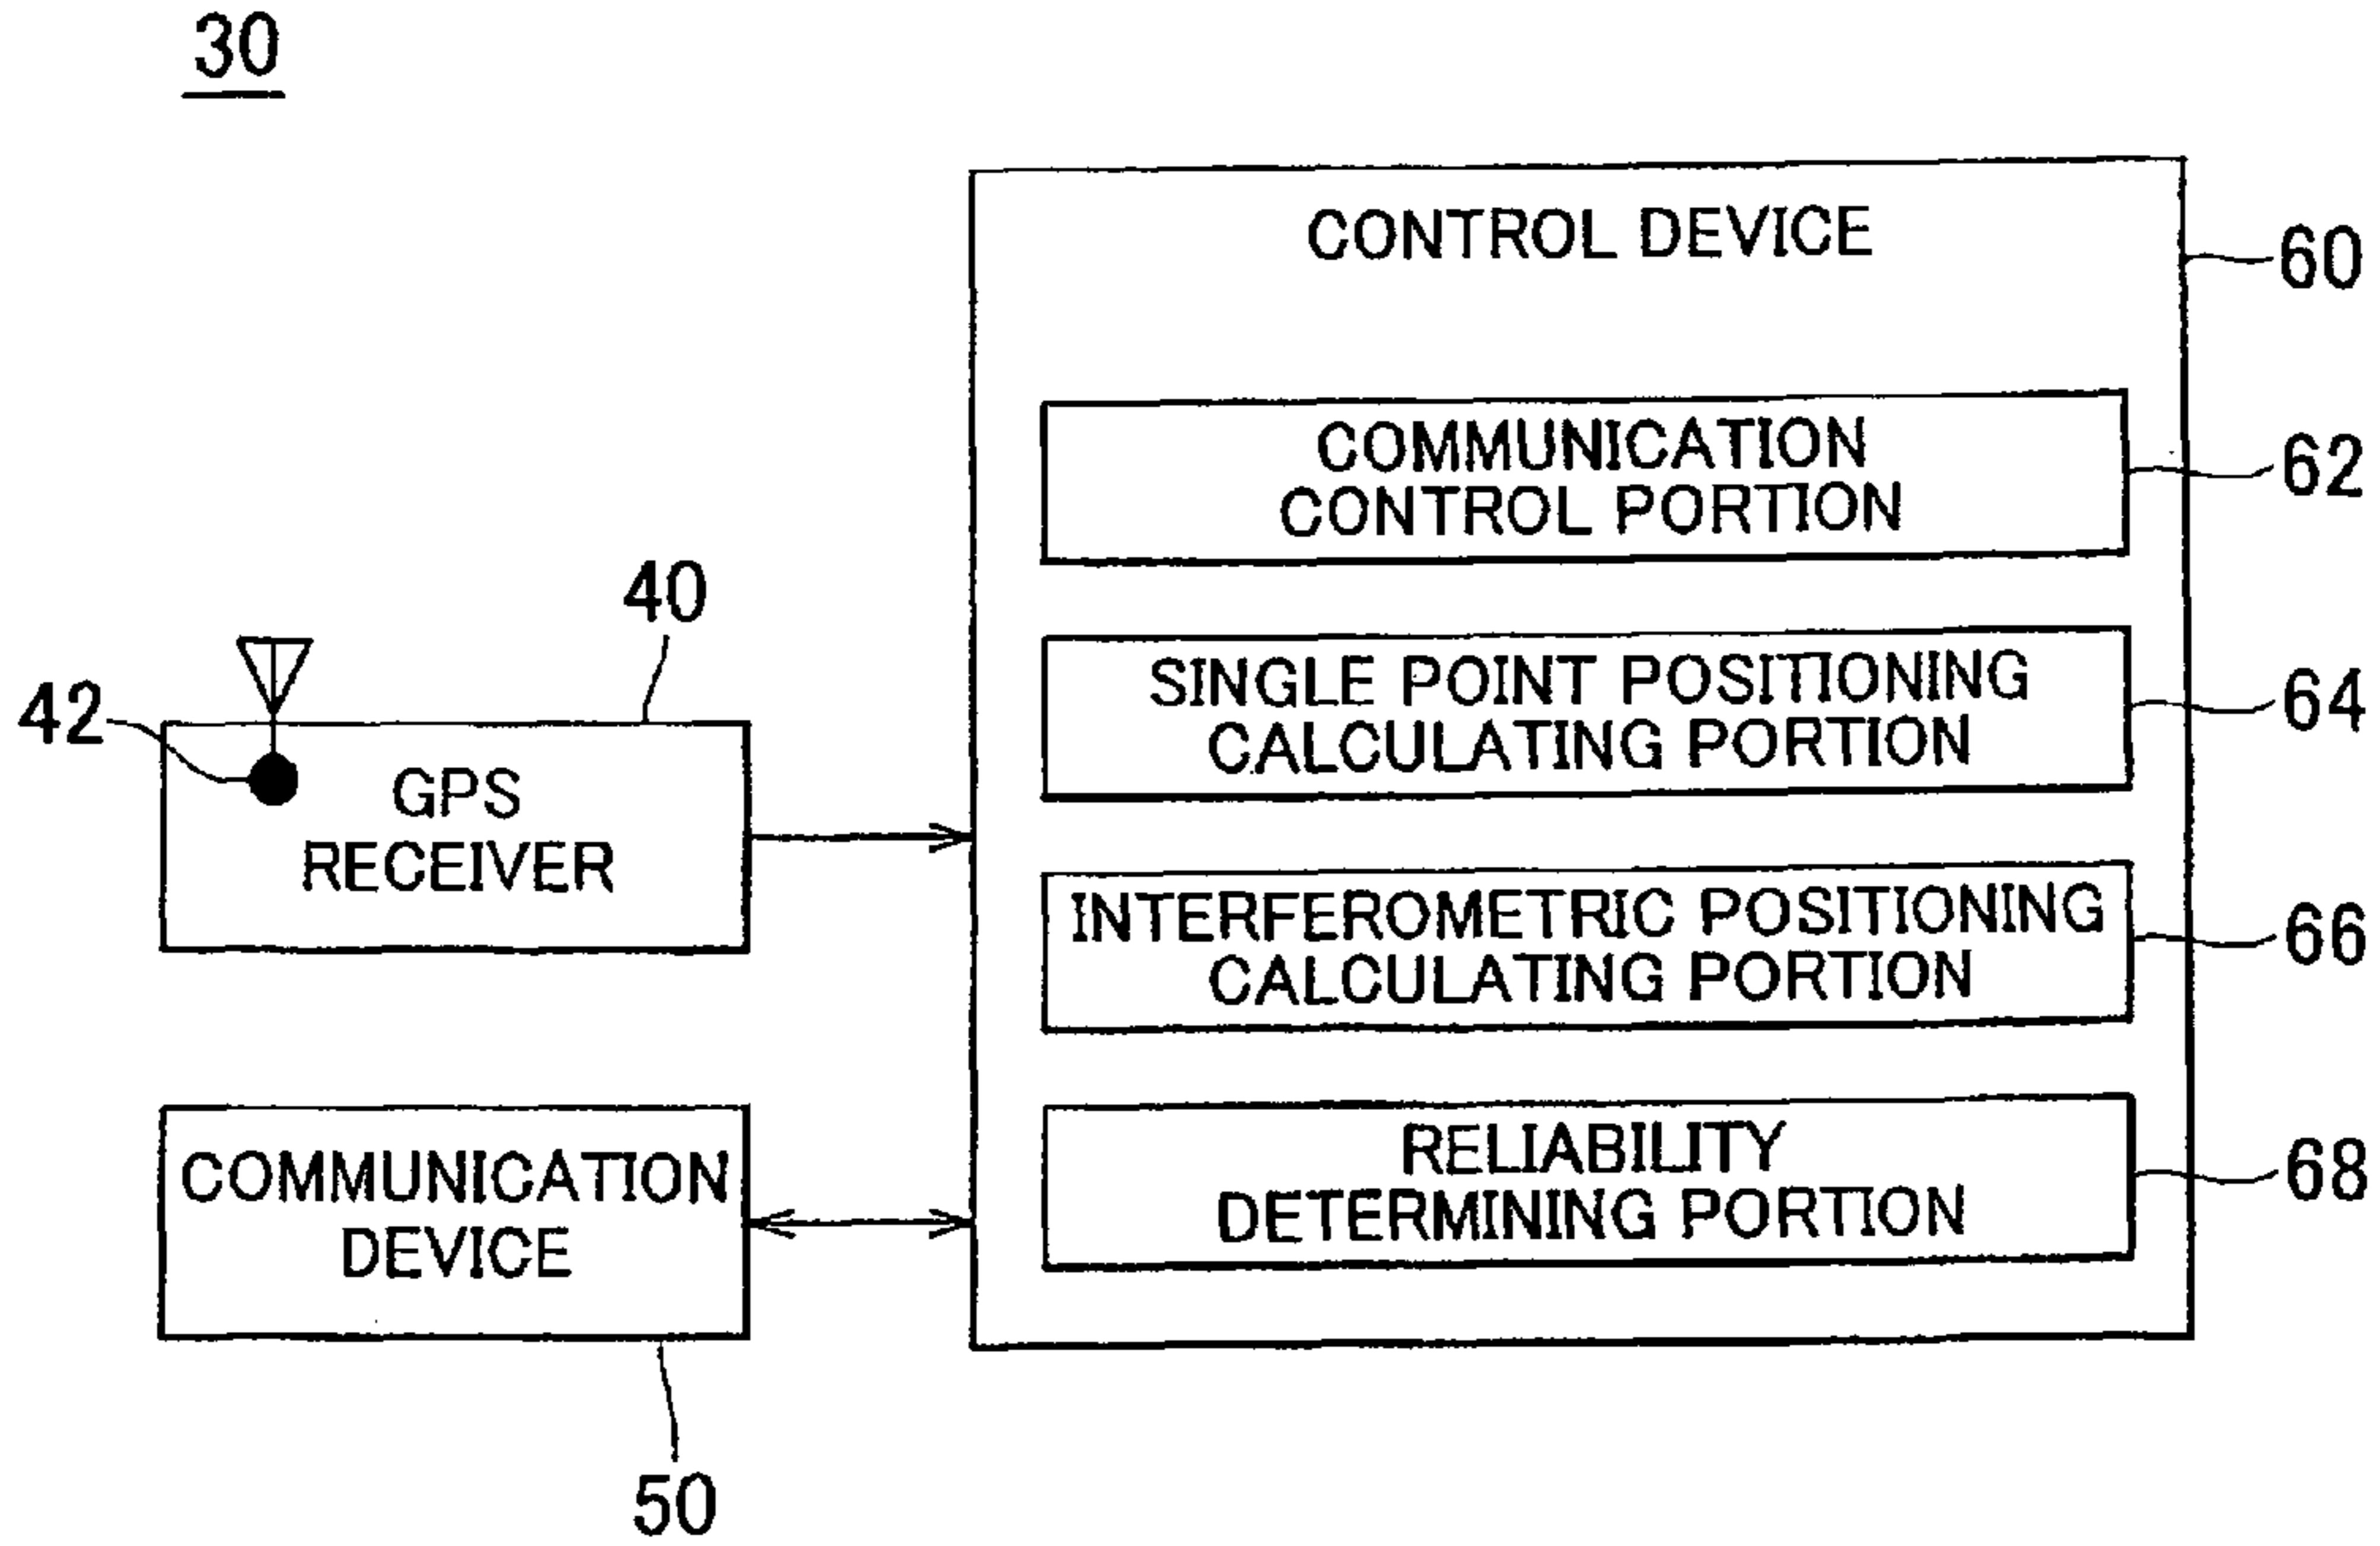 30
CONTROL DEVICE
60
COMMUNICATION
CONTROL PORTION
62
40
42
GPS
RECEIVER
SINGLE POINT POSITIONING
CALCULATING PORTION
64
INTERFEROMETRIC POSITIONING
CALCULATING PORTION
66
COMMUNICATION
DEVICE
50
RELIABILITY
DETERMINING PORTION
68